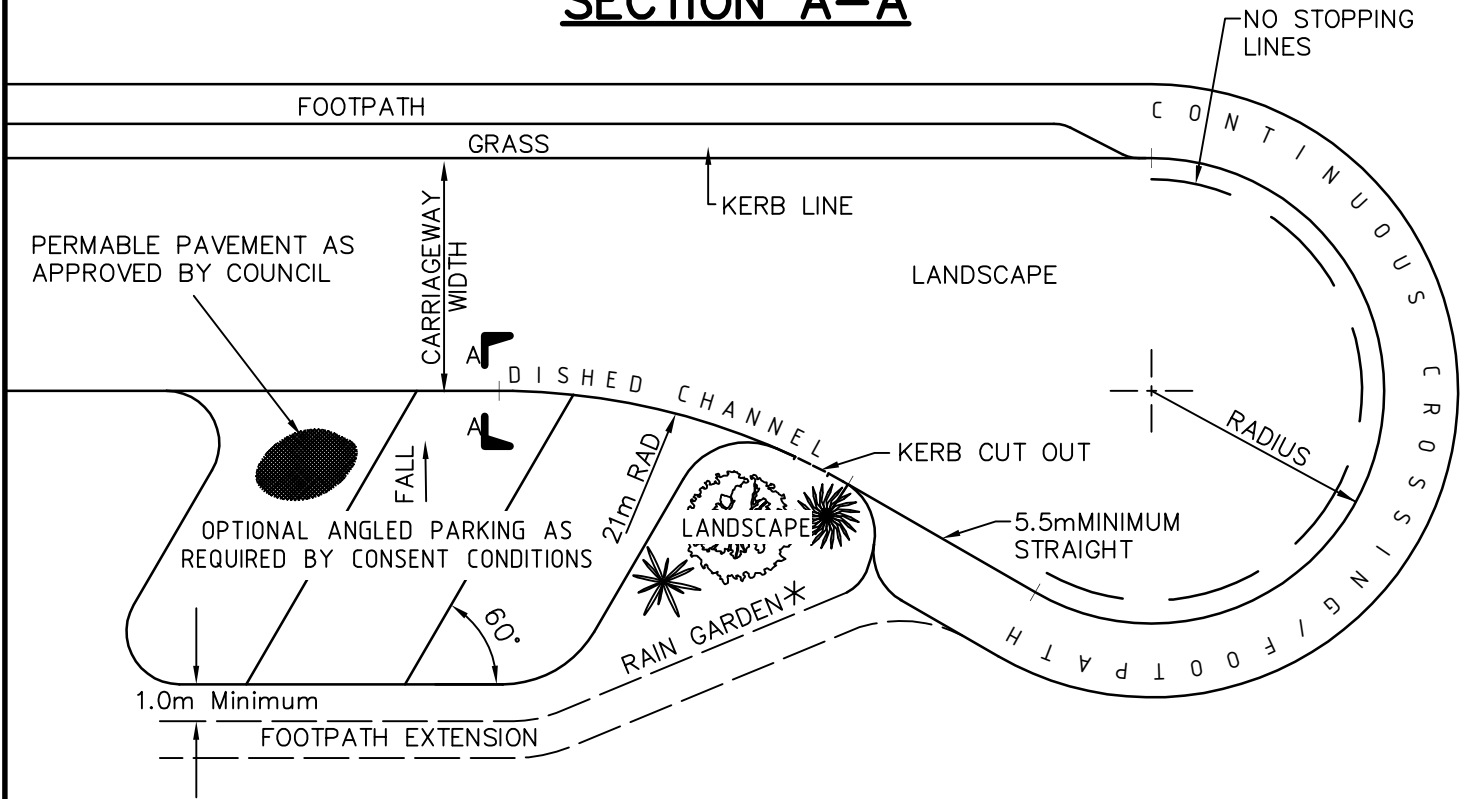 SECTION A-A
NO STOPPING
LINES
FOOTPATH
GRASS
CONTINUOUS CROSSING/FOOTPATH
KERB LINE
CARRIAGEWAY
WIDTH
PERMABLE PAVEMENT AS
APPROVED BY COUNCIL
LANDSCAPE
A
DISHED CHANNEL
A
FALL
21m RAD
KERB CUT OUT
RADIUS
OPTIONAL ANGLED PARKING AS
REQUIRED BY CONSENT CONDITIONS
LANDSCAPE
5.5mMINIMUM
STRAIGHT
60°
RAIN GARDEN*
1.0m Minimum
FOOTPATH EXTENSION